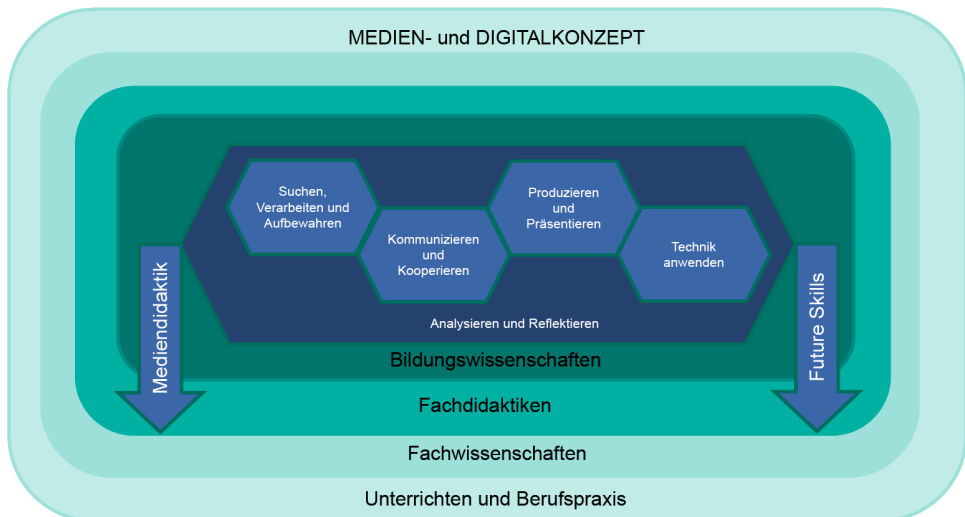 MEDIEN- und DIGITALKONZEPT
Suchen,
Verarbeiten und
Aufbewahren
Kommunizieren
und
Kooperieren
Produzieren
und
Präsentieren
Technik
anwenden
Analysieren und Reflektieren
Mediendidaktik
Future Skills
Bildungswissenschaften
Fachdidaktiken
Fachwissenschaften
Unterrichten und Berufspraxis